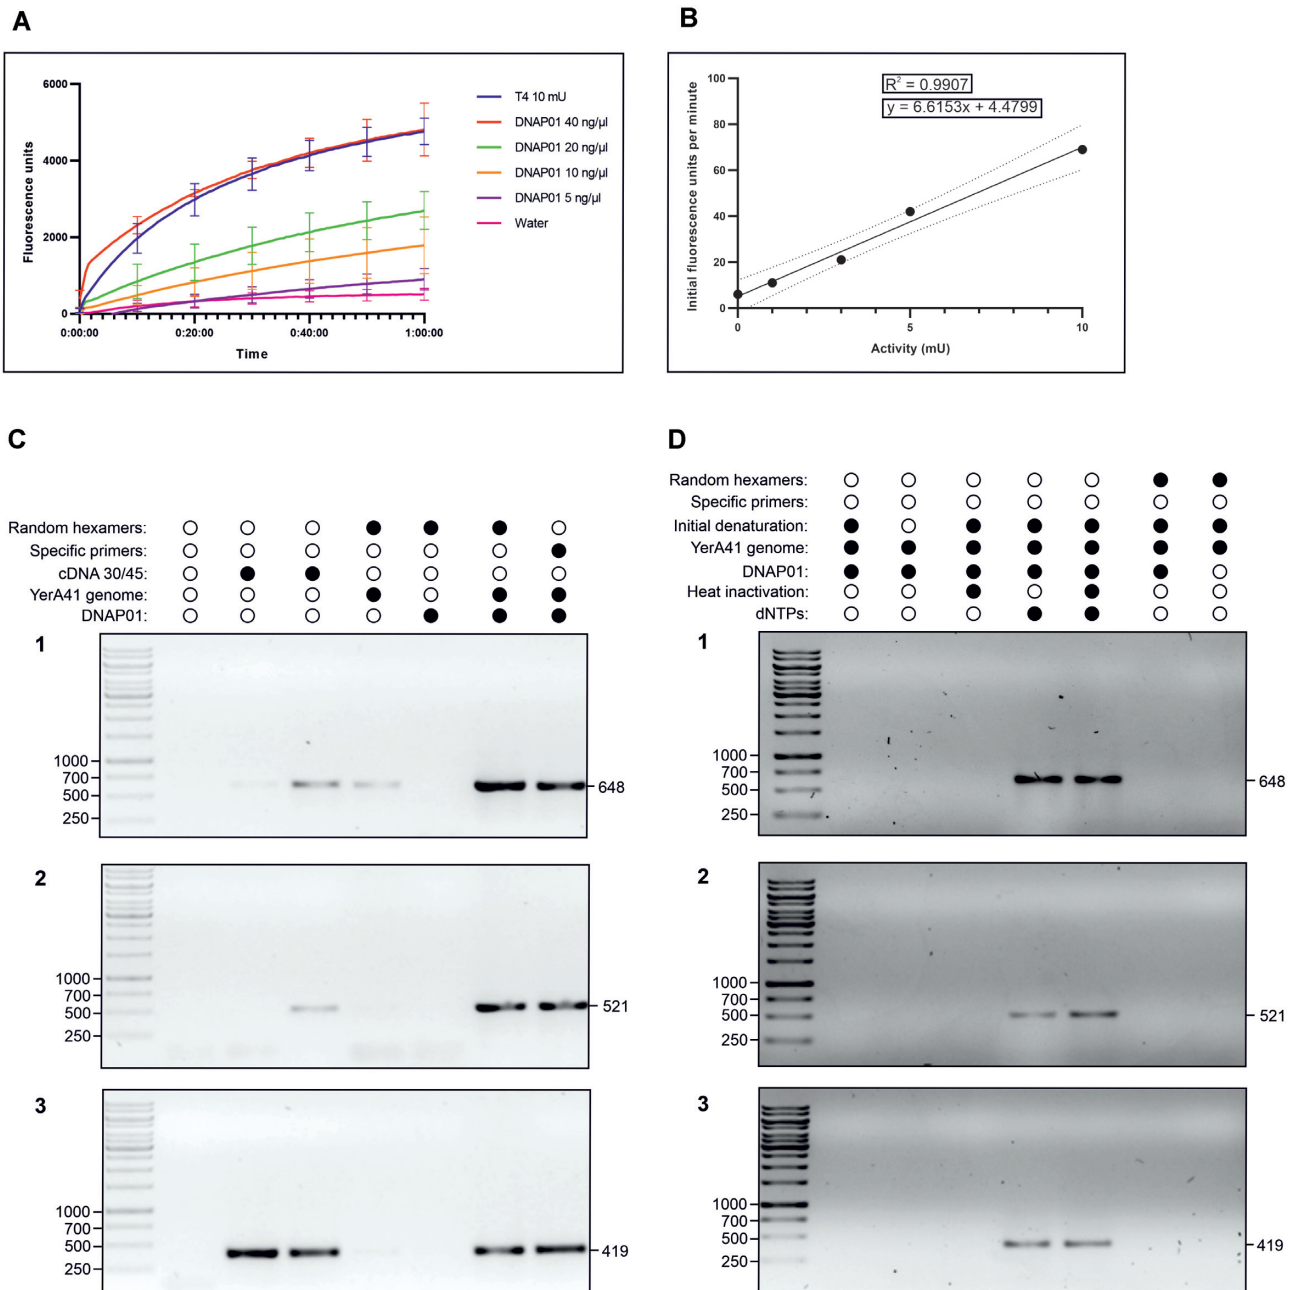 A
6000
4000
2000
0
Fluorescence units
0:00:00
0:20:00
0:40:00
1:00:00
Time
T4 10 mU
DNAP01 40 ng/µl
DNAP01 20 ng/µl
DNAP01 10 ng/µl
DNAP01 5 ng/µl
Water
B
100
80
60
40
20
0
Initial fluorescence units per minute
R² = 0.9907
y = 6.6153x + 4.4799
0
5
10
Activity (mU)
C
Random hexamers:
Specific primers:
cDNA 30/45:
YerA41 genome:
DNAP01:
1
1000
700
500
250
648
2
1000
700
500
250
521
3
1000
700
500
250
419
D
Random hexamers:
Specific primers:
Initial denaturation:
YerA41 genome:
DNAP01:
Heat inactivation:
dNTPs:
1
1000
700
500
250
648
2
1000
700
500
250
521
3
1000
700
500
250
419